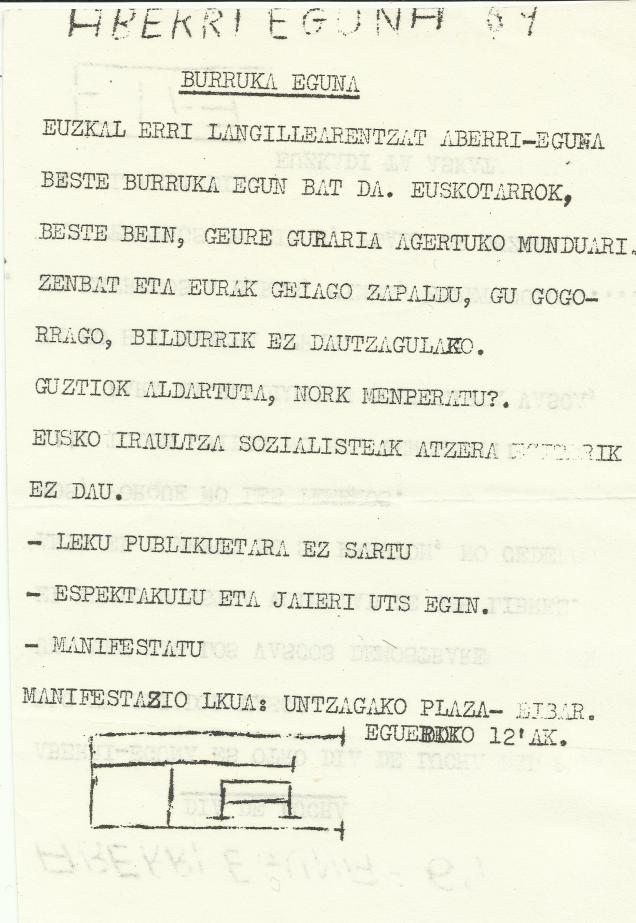 ABERRI EGUNA 69
BURRUKA EGUNA
EUZKAL ERRI LANGILLEARENTZAT ABERRI-EGUNA
BESTE BURRUKA EGUN BAT DA. EUSKOTARROK,
BESTE BEIN, GEURE GURARIA AGERTUKO MUNDUARI.
ZENBAT ETA EURAK GEIAGO ZAPALDU, GU GOGO-
RRAGO, BILDURRIK EZ DAUTZAGULAKO.
GUZTIOK ALDARTUTA, NORK MENPERATU?.
EUSKO IRAULTZA SOZIALISTEAK ATZERA
EZ DAU.
- LEKU PUBLIKUETARA EZ SARTU
- ESPEKTAKULU ETA JAIERI UTS EGIN.
- MANIFESTATU
MANIFESTAZIO LKUA: UNTZAGAKO PLAZA- EIBAR.
12'AK.